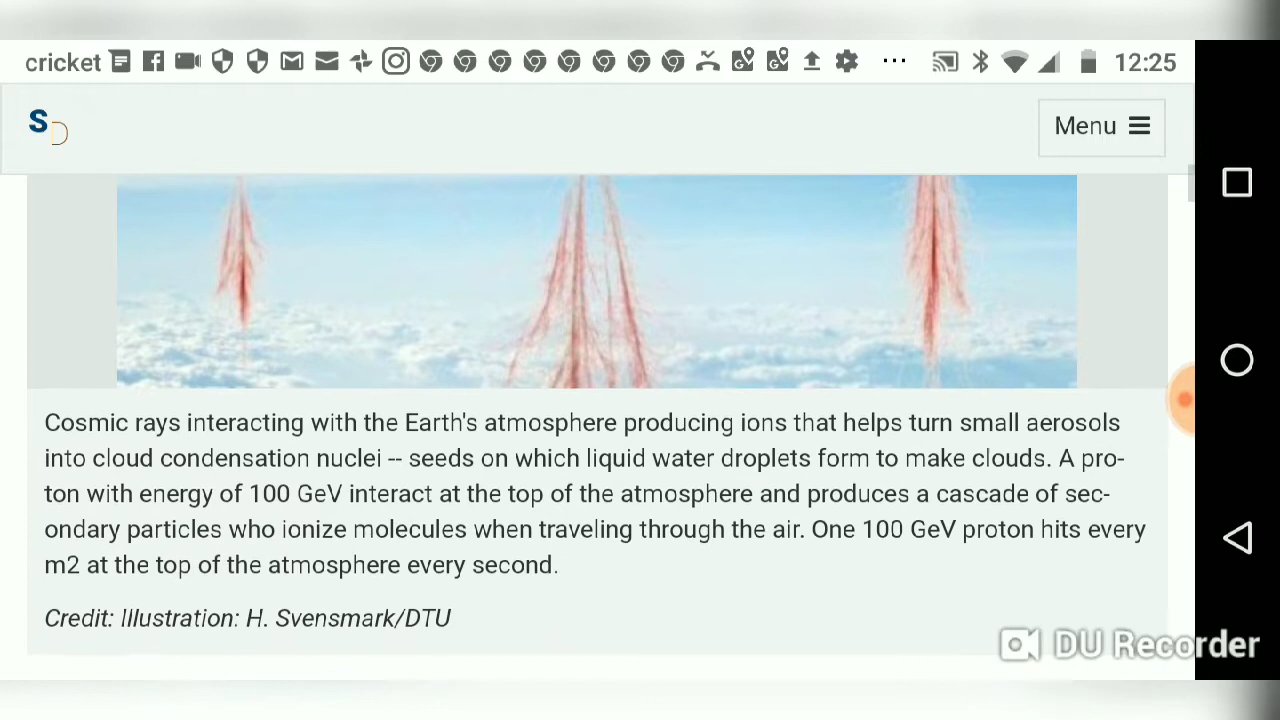 cricket 12:25
S D
Menu
Cosmic rays interacting with the Earth's atmosphere producing ions that helps turn small aerosols
into cloud condensation nuclei -- seeds on which liquid water droplets form to make clouds. A pro-
ton with energy of 100 GeV interact at the top of the atmosphere and produces a cascade of sec-
ondary particles who ionize molecules when traveling through the air. One 100 GeV proton hits every
m2 at the top of the atmosphere every second.
Credit: Illustration: H. Svensmark/DTU
DU Recorder